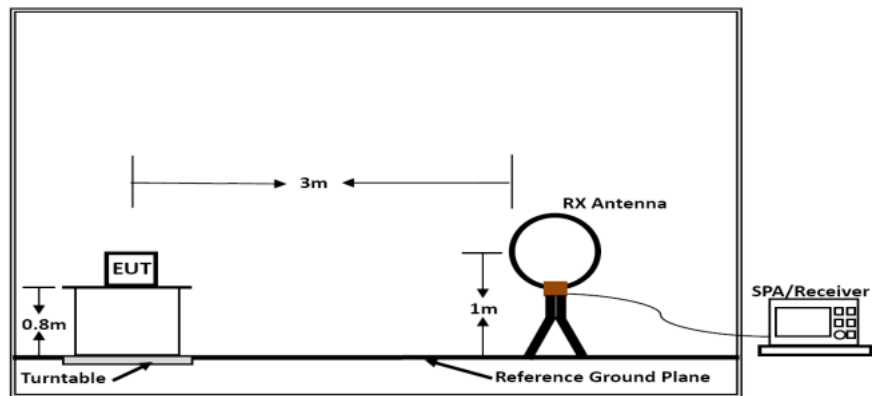 3m
RX Antenna
EUT
SPA/Receiver
0.8m
1m
Turntable
Reference Ground Plane